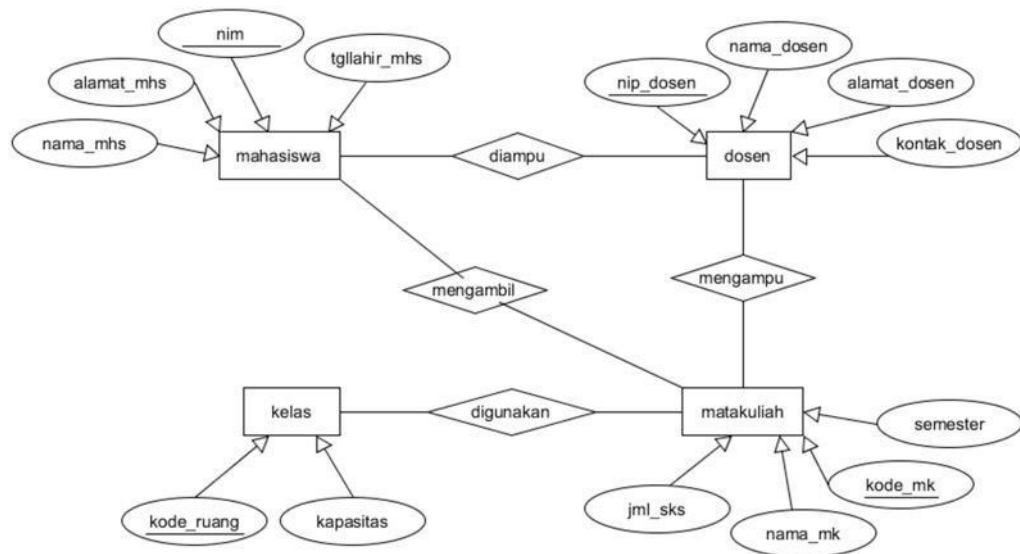 nim
tgllahir_mhs
alamat_mhs
nama_mhs
mahasiswa
diampu
nama_dosen
nip_dosen
alamat_dosen
kontak_dosen
dosen
mengambil
mengampu
kelas
digunakan
matakuliah
semester
kode_mk
jml_sks
nama_mk
kode_ruang
kapasitas